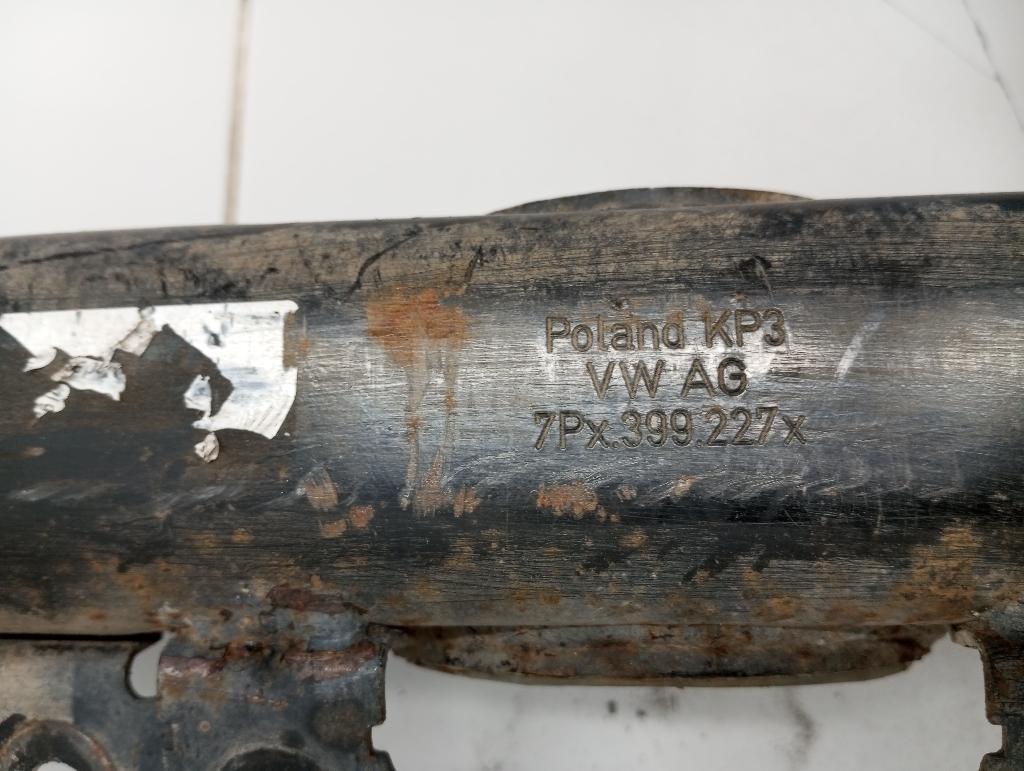 Poland KP3
VW AG
7Px.399.227x